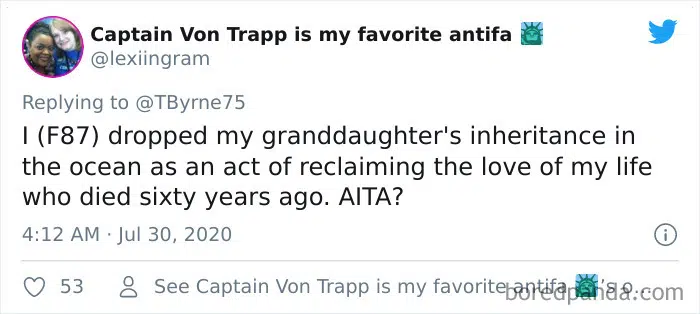 Captain Von Trapp is my favorite antifa 🗽
@lexiingram
Replying to @TByrne75
I (F87) dropped my granddaughter's inheritance in
the ocean as an act of reclaiming the love of my life
who died sixty years ago. AITA?
4:12 AM · Jul 30, 2020
53 See Captain Von Trapp is my favorite antifa 🗽's o...
boredpanda.com